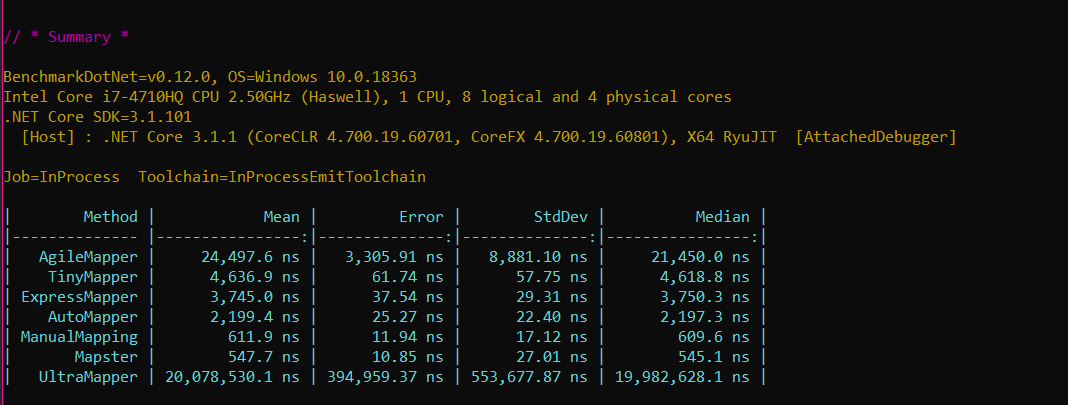 // * Summary *
BenchmarkDotNet=v0.12.0, OS=Windows 10.0.18363
Intel Core i7-4710HQ CPU 2.50GHz (Haswell), 1 CPU, 8 logical and 4 physical cores
.NET Core SDK=3.1.101
  [Host] : .NET Core 3.1.1 (CoreCLR 4.700.19.60701, CoreFX 4.700.19.60801), X64 RyuJIT  [AttachedDebugger]
Job=InProcess  Toolchain=InProcessEmitToolchain
|        Method |            Mean |         Error |        StdDev |          Median |
|-------------- |----------------:|--------------:|--------------:|----------------:|
|   AgileMapper |     24,497.6 ns |   3,305.91 ns |   8,881.10 ns |     21,450.0 ns |
|    TinyMapper |      4,636.9 ns |      61.74 ns |      57.75 ns |      4,618.8 ns |
| ExpressMapper |      3,745.0 ns |      37.54 ns |      29.31 ns |      3,750.3 ns |
|    AutoMapper |      2,199.4 ns |      25.27 ns |      22.40 ns |      2,197.3 ns |
| ManualMapping |        611.9 ns |      11.94 ns |      17.12 ns |        609.6 ns |
|       Mapster |        547.7 ns |      10.85 ns |      27.01 ns |        545.1 ns |
|   UltraMapper | 20,078,530.1 ns | 394,959.37 ns | 553,677.87 ns | 19,982,628.1 ns |